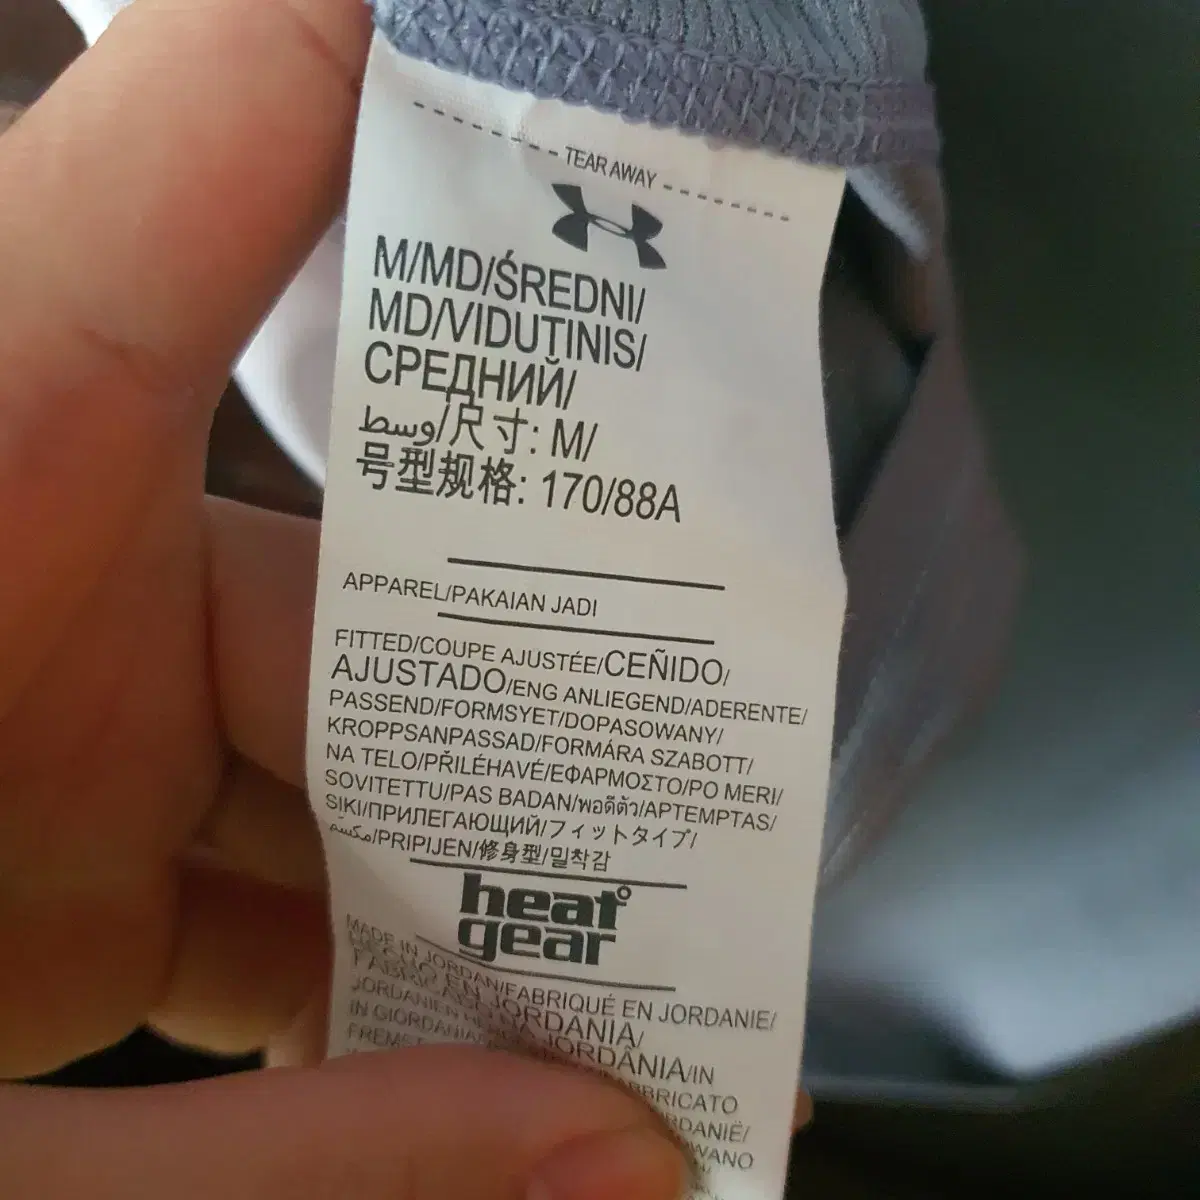 TEAR AWAY
M/MD/ŚREDNI/
MD/VIDUTINIS/
СРЕДНИЙ/
وسط/尺寸: M/
号型规格: 170/88A
APPAREL/PAKAIAN JADI
FITTED/COUPE AJUSTÉE/CEÑIDO/
AJUSTADO/ENG ANLIEGEND/ADERENTE/
PASSEND/FORMSYET/DOPASOWANY/
KROPPSANPASSAD/FORMÁRA SZABOTT/
NA TELO/PŘILÉHAVÉ/ΕΦΑΡΜΟΣΤΟ/PO MERI/
SOVITETTU/PAS BADAN/พอดีตัว/APTEMPTAS/
SIKI/ПРИЛЕГАЮЩИЙ/フィットタイプ/
/PRIPIJEN/修身型/밀착감
heat
gear
MADE IN JORDAN/FABRIQUÉ EN JORDANIE/
HECHO EN JORDANIA/
JORDÂNIA/IN